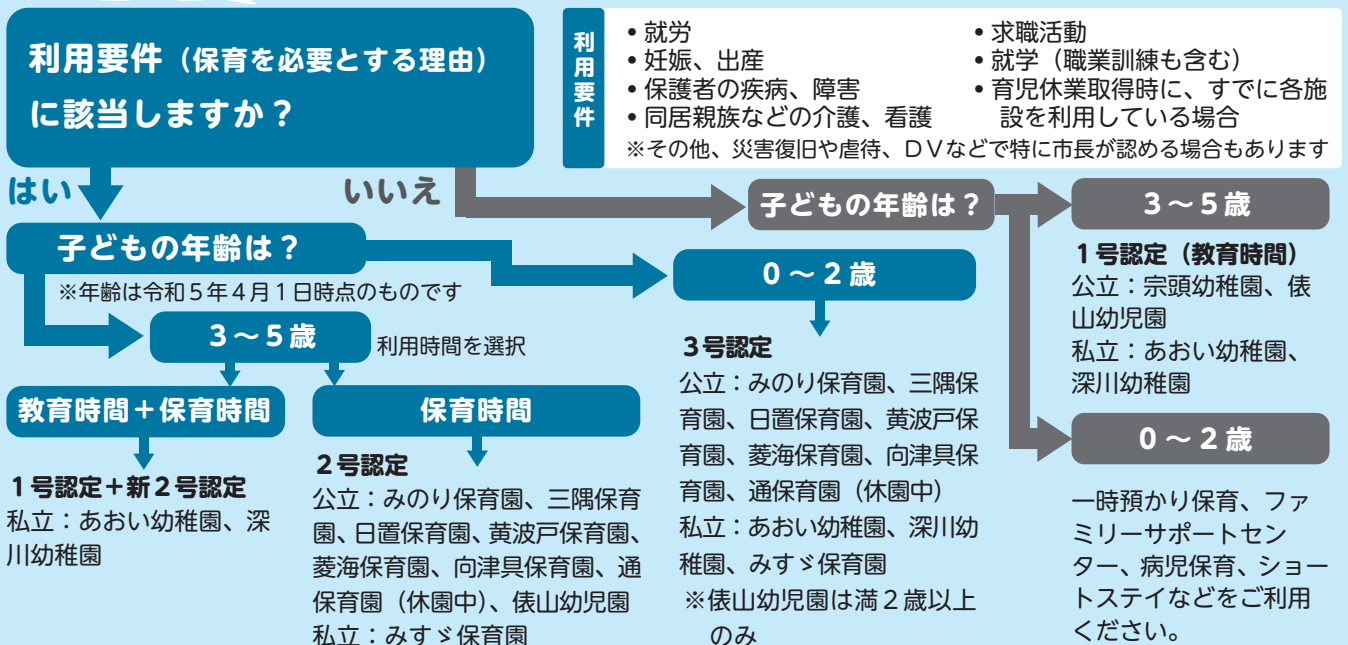 利用要件（保育を必要とする理由）
に該当しますか？
利用要件
•就労
•妊娠、出産
•保護者の疾病、障害
•同居親族などの介護、看護
•求職活動
•就学（職業訓練も含む）
•育児休業取得時に、すでに各施
設を利用している場合
※その他、災害復旧や虐待、ＤＶなどで特に市長が認める場合もあります
はい
いいえ
子どもの年齢は？
※年齢は令和５年４月１日時点のものです
３～５歳
利用時間を選択
教育時間＋保育時間
１号認定＋新２号認定
私立：あおい幼稚園、深
川幼稚園
保育時間
２号認定
公立：みのり保育園、三隅保育
園、日置保育園、黄波戸保育園、
菱海保育園、向津具保育園、通
保育園（休園中）、俵山幼児園
私立：みすゞ保育園
０～２歳
３号認定
公立：みのり保育園、三隅保
育園、日置保育園、黄波戸保
育園、菱海保育園、向津具保
育園、通保育園（休園中）
私立：あおい幼稚園、深川幼
稚園、みすゞ保育園
※俵山幼児園は満２歳以上
のみ
子どもの年齢は？
３～５歳
１号認定（教育時間）
公立：宗頭幼稚園、俵
山幼児園
私立：あおい幼稚園、
深川幼稚園
０～２歳
一時預かり保育、ファ
ミリーサポートセン
ター、病児保育、ショー
トステイなどをご利用
ください。